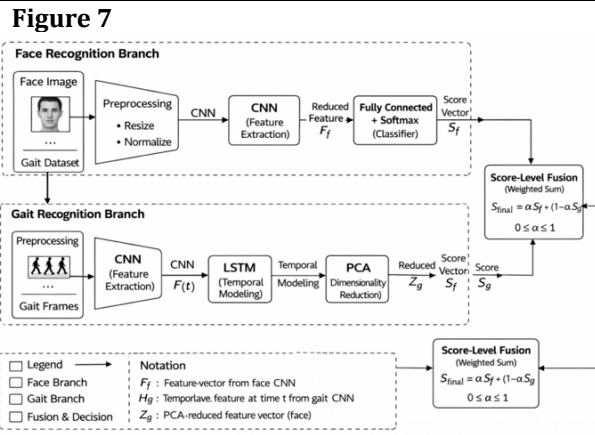 Figure 7
Face Recognition Branch
Face Image
...
Gait Dataset
Preprocessing
• Resize
• Normalize
CNN
CNN
(Feature
Extraction)
Reduced
Feature
F_f
Fully Connected
+ Softmax
(Classifier)
Score
Vector
S_f
Score-Level Fusion
(Weighted Sum)
S_final = αS_f + (1-αS_g
0 ≤ α ≤ 1
Gait Recognition Branch
Preprocessing
...
Gait Frames
CNN
(Feature
Extraction)
CNN
F(t)
LSTM
(Temporal
Modeling)
Temporal
Modeling
PCA
(Dimensionality
Reduction)
Reduced
Z_g
Score
Vector
S_f
Score
S_g
Legend
Face Branch
Gait Branch
Fusion & Decision
Notation
F_f : Feature-vector from face CNN
H_g : Temporlave. feature at time t from gait CNN
Z_g : PCA-reduced feature vector (face)
Score-Level Fusion
(Weighted Sum)
S_final = αS_f + (1-αS_g
0 ≤ α ≤ 1